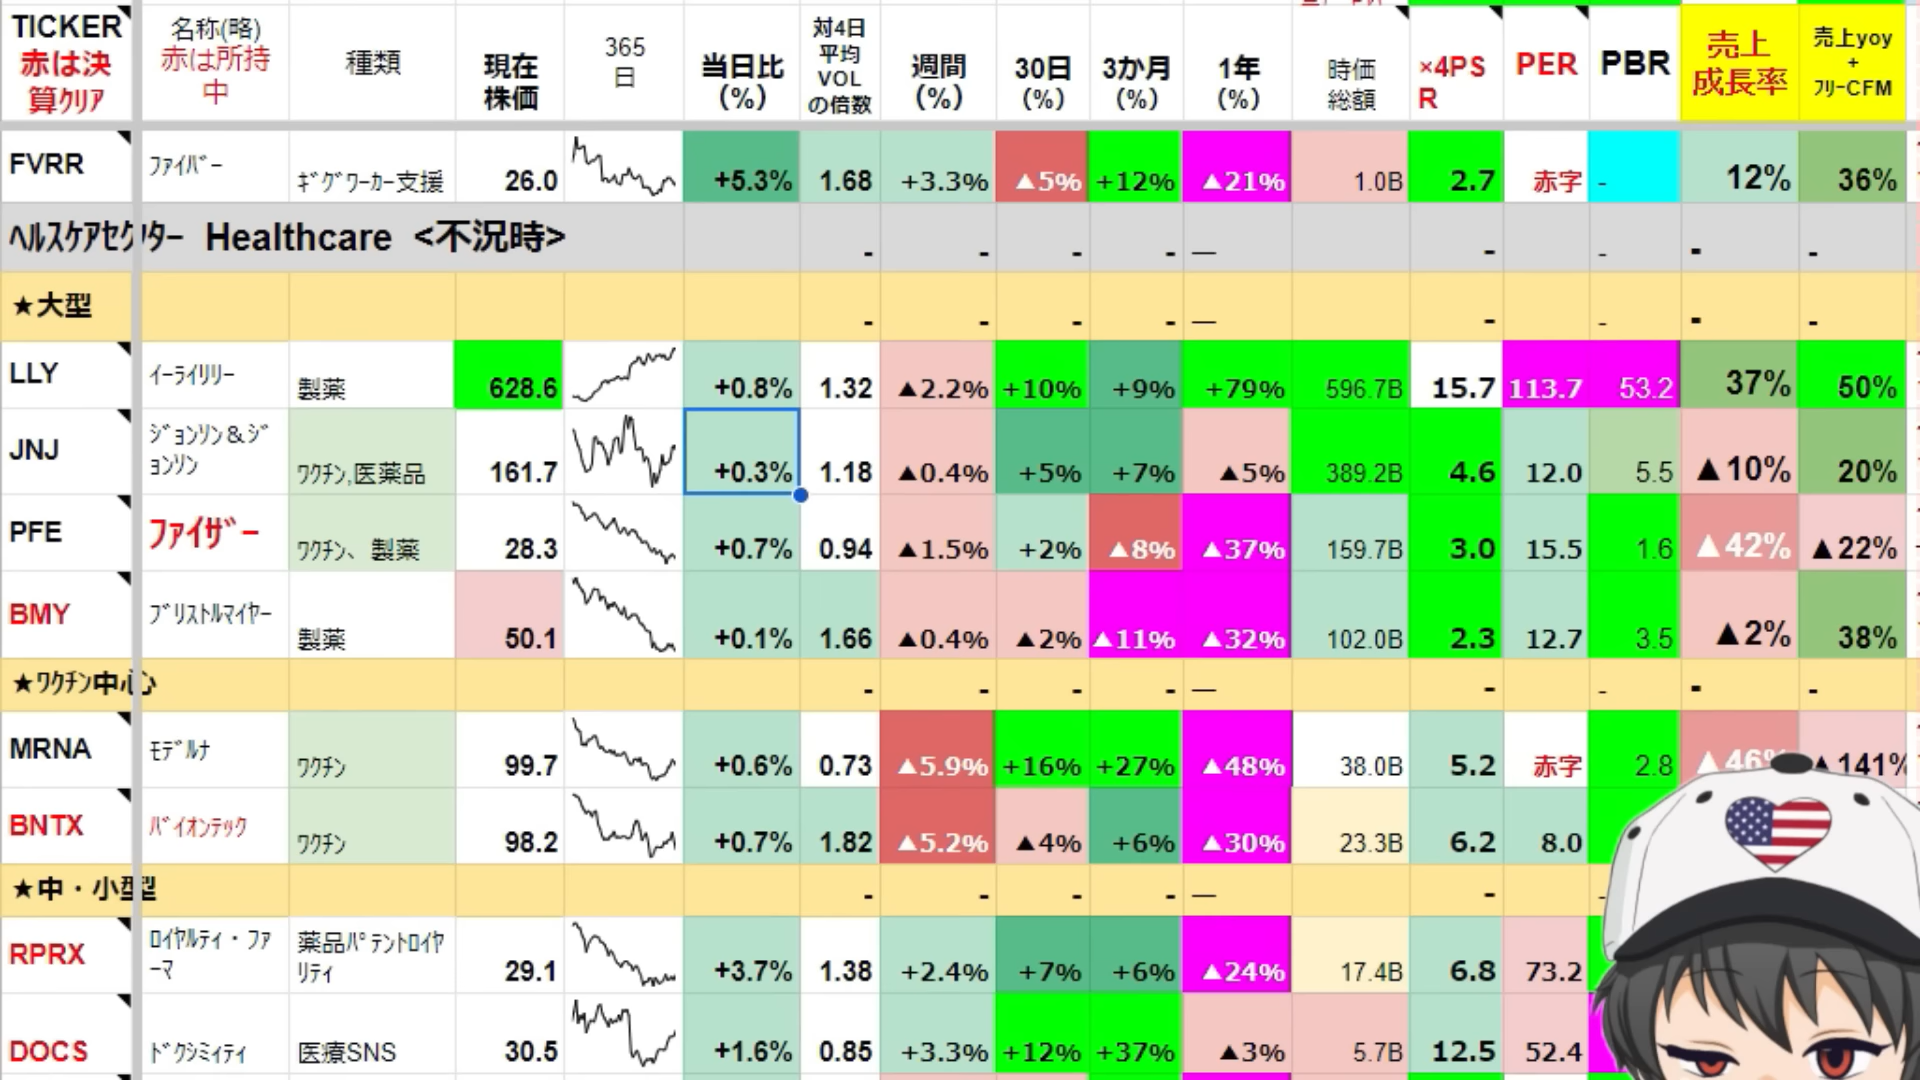 TICKER 赤は決算ｸﾘｱ 名称(略) 赤は所持中 種類 現在株価 365日 当日比(%) 対4日平均VOLの倍数 週間(%) 30日(%) 3か月(%) 1年(%) 時価総額 ×4PSR PER PBR 売上成長率 売上yoy+ﾌﾘｰCFM
FVRR ﾌｧｲﾊﾞｰ ｷﾞｸﾞﾜｰｶｰ支援 26.0 +5.3% 1.68 +3.3% ▲5% +12% ▲21% 1.0B 2.7 赤字 - 12% 36%
ﾍﾙｽｹｱｾｸﾀｰ Healthcare <不況時> - - - - — - - - -
★大型 - - - - — - - - -
LLY ｲｰﾗｲﾘﾘｰ 製薬 628.6 +0.8% 1.32 ▲2.2% +10% +9% +79% 596.7B 15.7 113.7 53.2 37% 50%
JNJ ｼﾞｮﾝｿﾝ＆ｼﾞｮﾝｿﾝ ﾜｸﾁﾝ,医薬品 161.7 +0.3% 1.18 ▲0.4% +5% +7% ▲5% 389.2B 4.6 12.0 5.5 ▲10% 20%
PFE ﾌｧｲｻﾞｰ ﾜｸﾁﾝ、製薬 28.3 +0.7% 0.94 ▲1.5% +2% ▲8% ▲37% 159.7B 3.0 15.5 1.6 ▲42% ▲22%
BMY ﾌﾞﾘｽﾄﾙﾏｲﾔｰ 製薬 50.1 +0.1% 1.66 ▲0.4% ▲2% ▲11% ▲32% 102.0B 2.3 12.7 3.5 ▲2% 38%
★ﾜｸﾁﾝ中心 - - - - — - - - -
MRNA ﾓﾃﾞﾙﾅ ﾜｸﾁﾝ 99.7 +0.6% 0.73 ▲5.9% +16% +27% ▲48% 38.0B 5.2 赤字 2.8 ▲46% ▲141%
BNTX ﾊﾞｲｵﾝﾃｯｸ ﾜｸﾁﾝ 98.2 +0.7% 1.82 ▲5.2% ▲4% +6% ▲30% 23.3B 6.2 8.0
★中・小型 - - - - — - -
RPRX ﾛｲﾔﾙﾃｨ・ﾌｧｰﾏ 薬品ﾊﾟﾃﾝﾄﾛｲﾔﾘﾃｨ 29.1 +3.7% 1.38 +2.4% +7% +6% ▲24% 17.4B 6.8 73.2
DOCS ﾄﾞｸｼﾐｨﾃｨ 医療SNS 30.5 +1.6% 0.85 +3.3% +12% +37% ▲3% 5.7B 12.5 52.4